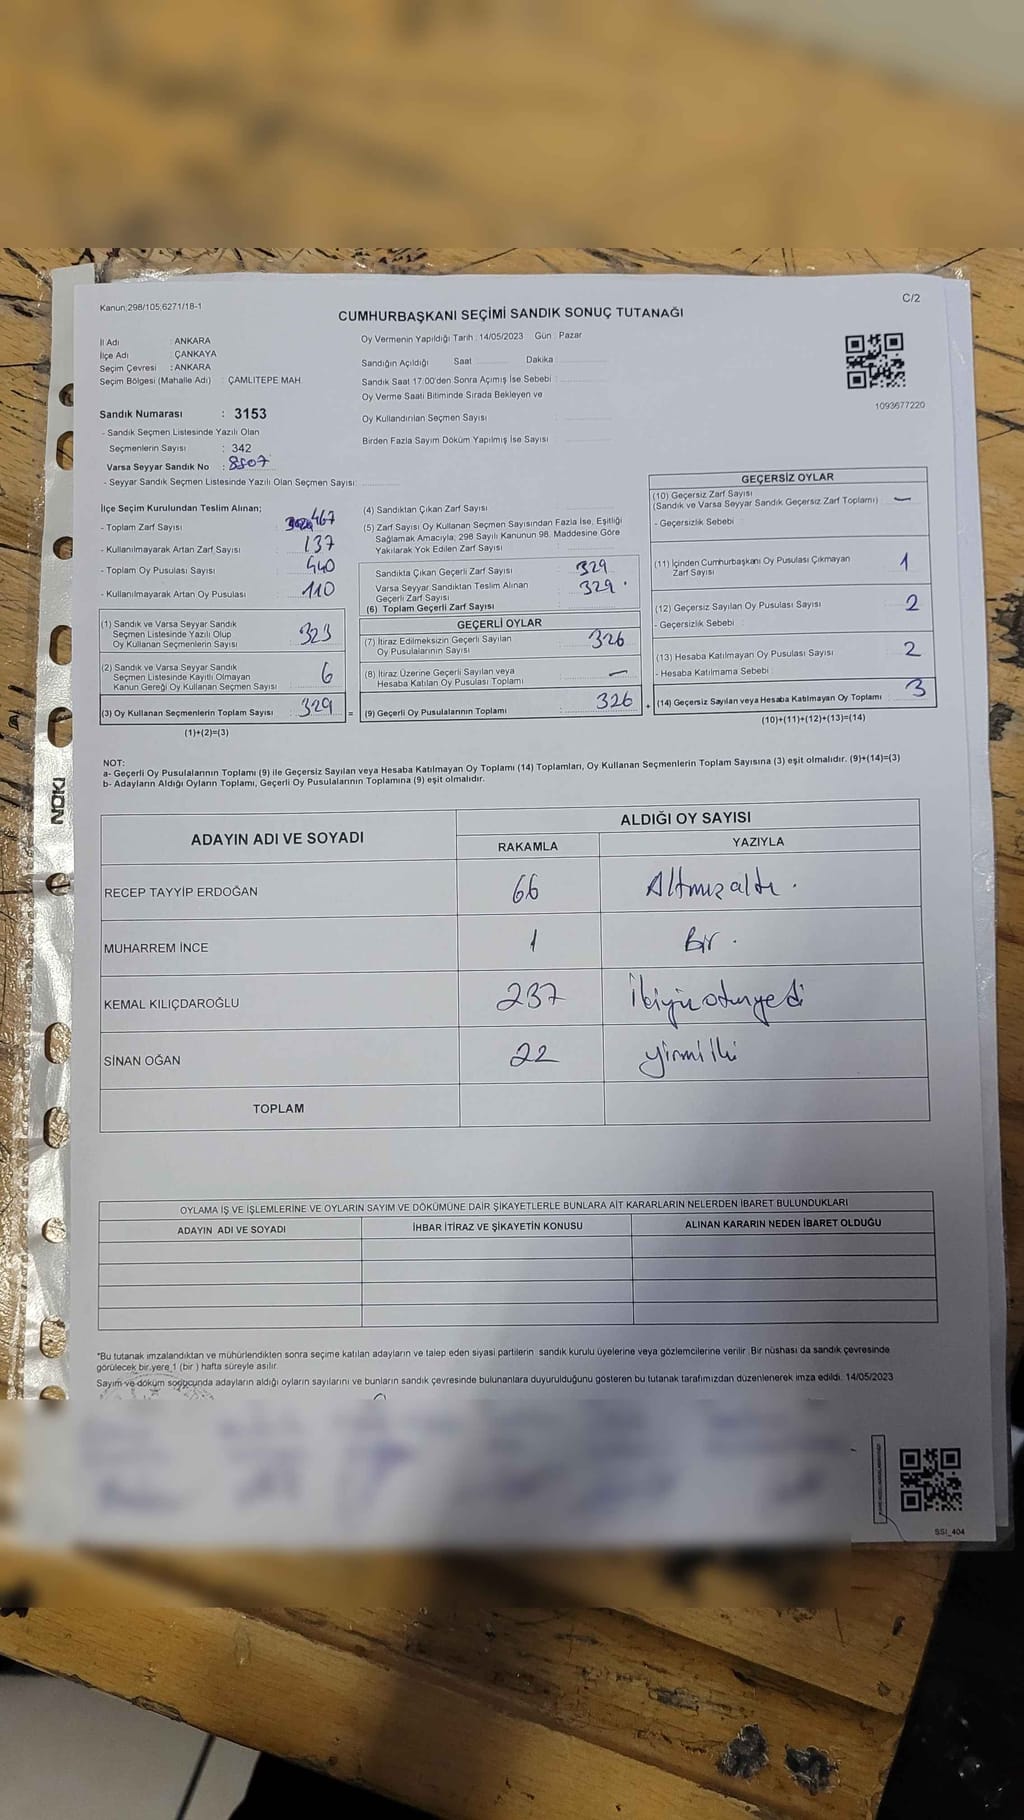 Kanun:298/105;6271/18-1
C/2
CUMHURBAŞKANI SEÇİMİ SANDIK SONUÇ TUTANAĞI
İl Adı : ANKARA
İlçe Adı : ÇANKAYA
Seçim Çevresi : ANKARA
Seçim Bölgesi (Mahalle Adı) : ÇAMLITEPE MAH.
Sandık Numarası : 3153
- Sandık Seçmen Listesinde Yazılı Olan
Seçmenlerin Sayısı : 342
Varsa Seyyar Sandık No : 8507
- Seyyar Sandık Seçmen Listesinde Yazılı Olan Seçmen Sayısı:
Oy Vermenin Yapıldığı Tarih : 14/05/2023 Gün : Pazar
Sandığın Açıldığı Saat Dakika
Sandık Saat 17:00'den Sonra Açımış İse Sebebi :
Oy Verme Saati Bitiminde Sırada Bekleyen ve
Oy Kullandırılan Seçmen Sayısı
Birden Fazla Sayım Döküm Yapılmış İse Sayısı
1093677220
İlçe Seçim Kurulundan Teslim Alınan;
- Toplam Zarf Sayısı : 467
- Kullanılmayarak Artan Zarf Sayısı : 137
- Toplam Oy Pusulası Sayısı : 440
- Kullanılmayarak Artan Oy Pusulası : 110
(1) Sandık ve Varsa Seyyar Sandık
Seçmen Listesinde Yazılı Olup
Oy Kullanan Seçmenlerin Sayısı : 323
(2) Sandık ve Varsa Seyyar Sandık
Seçmen Listesinde Kayıtlı Olmayan
Kanun Gereği Oy Kullanan Seçmen Sayısı : 6
(3) Oy Kullanan Seçmenlerin Toplam Sayısı : 329 =
(1)+(2)=(3)
(4) Sandıktan Çıkan Zarf Sayısı
(5) Zarf Sayısı Oy Kullanan Seçmen Sayısından Fazla İse, Eşitliği
Sağlamak Amacıyla; 298 Sayılı Kanunun 98. Maddesine Göre
Yakılarak Yok Edilen Zarf Sayısı
Sandıkta Çıkan Geçerli Zarf Sayısı : 329
Varsa Seyyar Sandıktan Teslim Alınan
Geçerli Zarf Sayısı : 329 .
(6) Toplam Geçerli Zarf Sayısı
GEÇERLİ OYLAR
(7) İtiraz Edilmeksizin Geçerli Sayılan
Oy Pusulalarının Sayısı : 326
(8) İtiraz Üzerine Geçerli Sayılan veya
Hesaba Katılan Oy Pusulası Toplamı : —
(9) Geçerli Oy Pusulalarının Toplamı : 326 +
GEÇERSİZ OYLAR
(10) Geçersiz Zarf Sayısı
(Sandık ve Varsa Seyyar Sandık Geçersiz Zarf Toplamı) : —
- Geçersizlik Sebebi
(11) İçinden Cumhurbaşkanı Oy Pusulası Çıkmayan
Zarf Sayısı 1
(12) Geçersiz Sayılan Oy Pusulası Sayısı 2
- Geçersizlik Sebebi :
(13) Hesaba Katılmayan Oy Pusulası Sayısı 2
- Hesaba Katılmama Sebebi
(14) Geçersiz Sayılan veya Hesaba Katılmayan Oy Toplamı : 3
(10)+(11)+(12)+(13)=(14)
NOT:
a- Geçerli Oy Pusulalarının Toplamı (9) ile Geçersiz Sayılan veya Hesaba Katılmayan Oy Toplamı (14) Toplamları, Oy Kullanan Seçmenlerin Toplam Sayısına (3) eşit olmalıdır. (9)+(14)=(3)
b- Adayların Aldığı Oyların Toplamı, Geçerli Oy Pusulalarının Toplamına (9) eşit olmalıdır.
NOKI
ADAYIN ADI VE SOYADI
ALDIĞI OY SAYISI
RAKAMLA YAZIYLA
RECEP TAYYİP ERDOĞAN 66 Altmış altı .
MUHARREM İNCE 1 Bir .
KEMAL KILIÇDAROĞLU 237 İkiyüz otuzyedi
SİNAN OĞAN 22 yirmi iki
TOPLAM
OYLAMA İŞ VE İŞLEMLERİNE VE OYLARIN SAYIM VE DÖKÜMÜNE DAİR ŞİKAYETLERLE BUNLARA AİT KARARLARIN NELERDEN İBARET BULUNDUKLARI
ADAYIN ADI VE SOYADI İHBAR İTİRAZ VE ŞİKAYETİN KONUSU ALINAN KARARIN NEDEN İBARET OLDUĞU
*Bu tutanak imzalandıktan ve mühürlendikten sonra seçime katılan adayların ve talep eden siyasi partilerin sandık kurulu üyelerine veya gözlemcilerine verilir. Bir nüshası da sandık çevresinde
görülecek bir yere 1 (bir ) hafta süreyle asılır.
Sayım ve döküm sonucunda adayların aldığı oyların sayılarını ve bunların sandık çevresinde bulunanlara duyurulduğunu gösteren bu tutanak tarafımızdan düzenlenerek imza edildi. 14/05/2023
SSI_404